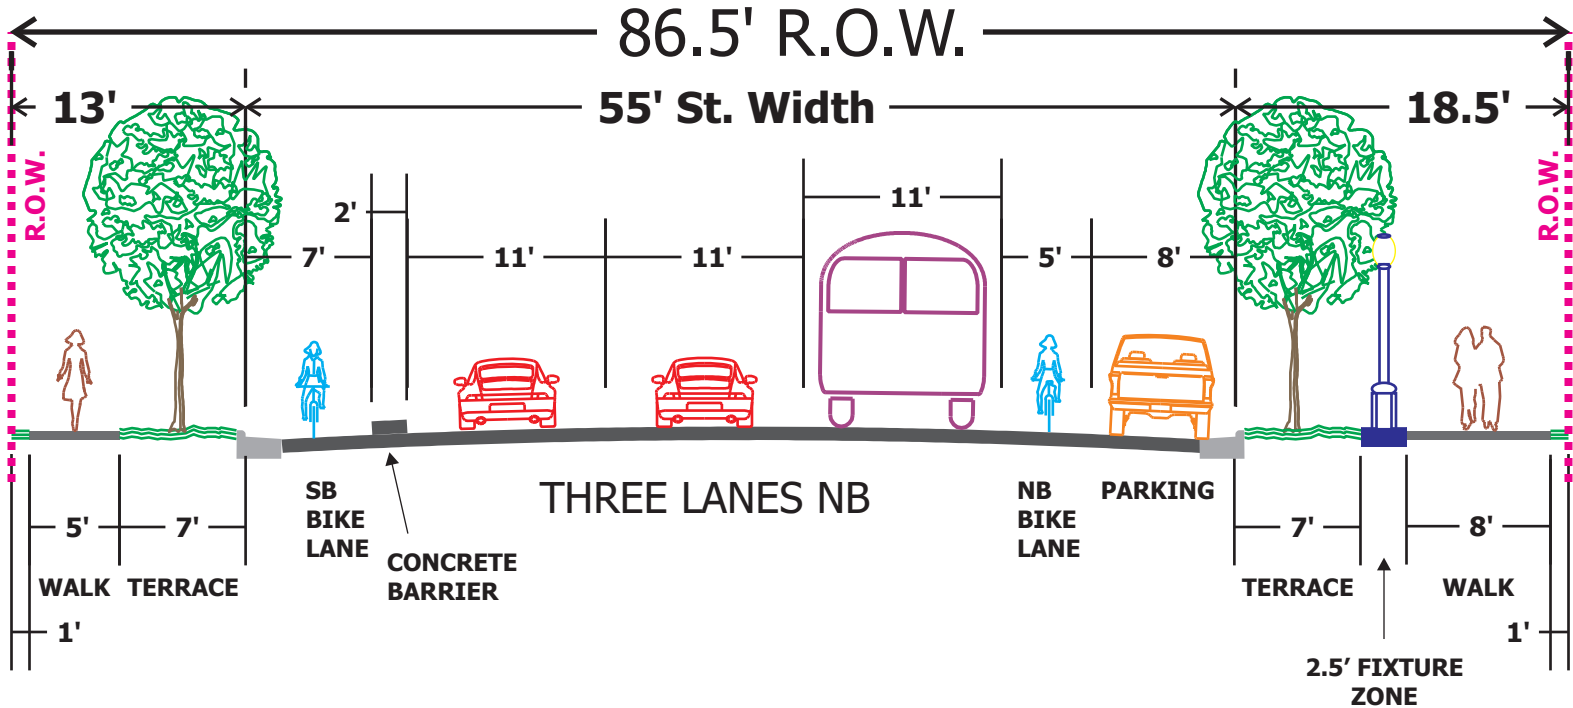 86.5' R.O.W.
13'
55' St. Width
18.5'
R.O.W.
R.O.W.
2'
11'
7'
11'
11'
5'
8'
SB
BIKE
LANE
CONCRETE
BARRIER
THREE LANES NB
NB
BIKE
LANE
PARKING
5'
7'
7'
8'
WALK
TERRACE
TERRACE
WALK
1'
1'
2.5’ FIXTURE
ZONE